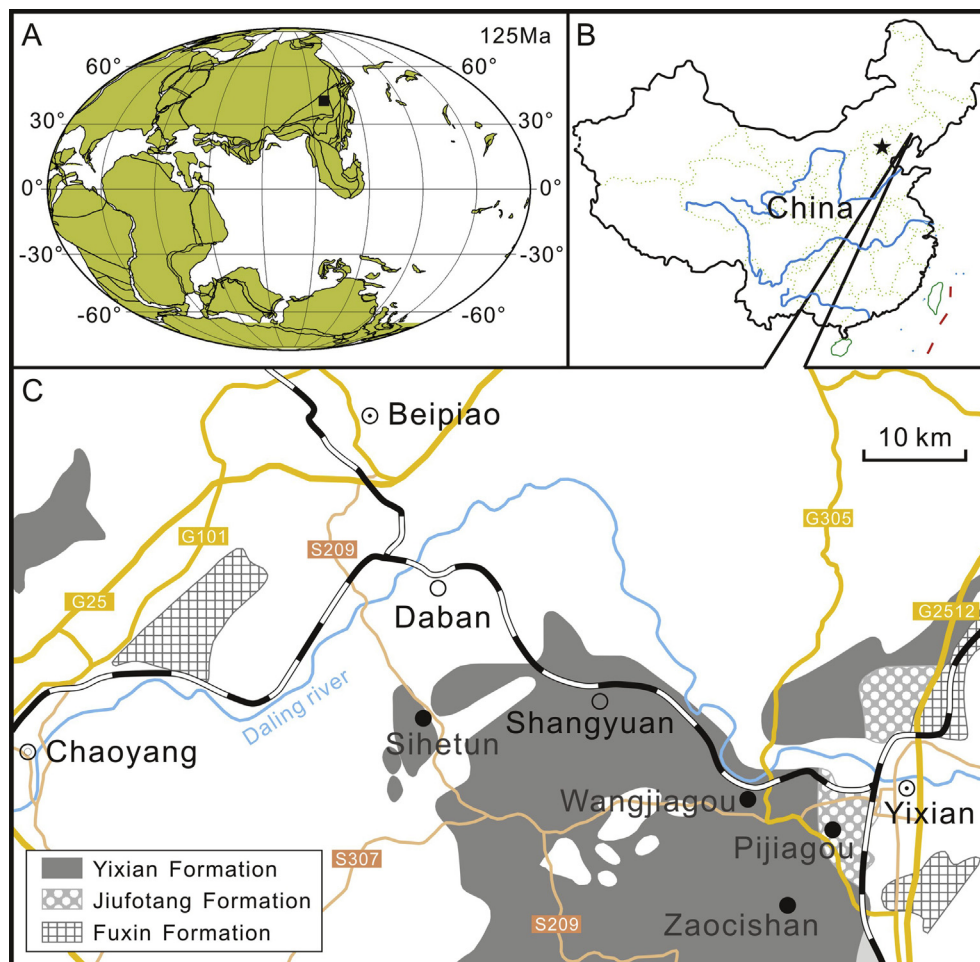 A
125Ma
60°
60°
30°
30°
0°
0°
-30°
-30°
-60°
-60°
B
China
C
Beipiao
10 km
G101
S209
G305
G25
G2512
Daban
Daling river
Shangyuan
Sihetun
Chaoyang
Wangjiagou
Yixian
Pijiagou
S307
S209
Zaocishan
Yixian Formation
Jiufotang Formation
Fuxin Formation